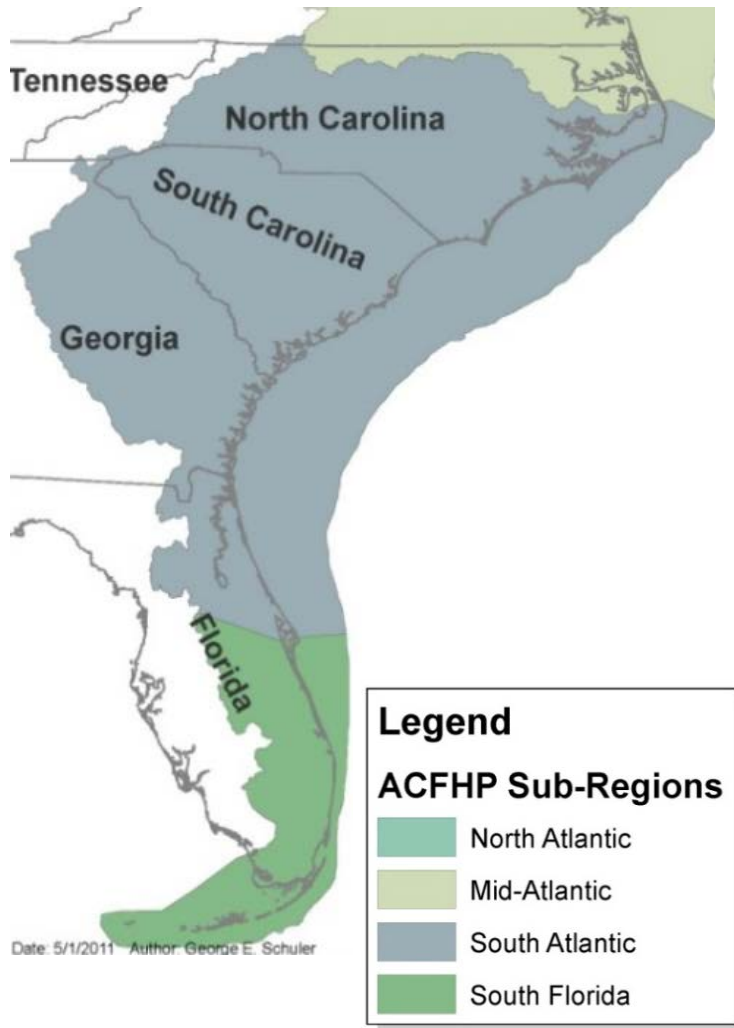 Tennessee
North Carolina
South Carolina
Georgia
Florida
Legend
ACFHP Sub-Regions
North Atlantic
Mid-Atlantic
South Atlantic
South Florida
Date: 5/1/2011 Author: George E. Schuler